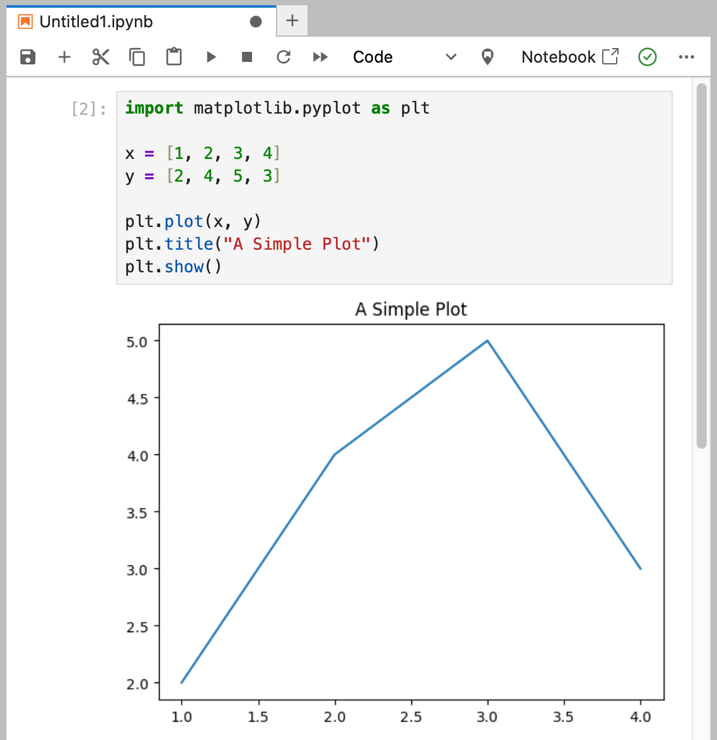 Untitled1.ipynb
Code
Notebook
[2]:
import matplotlib.pyplot as plt
x = [1, 2, 3, 4]
y = [2, 4, 5, 3]
plt.plot(x, y)
plt.title("A Simple Plot")
plt.show()
A Simple Plot
5.0
4.5
4.0
3.5
3.0
2.5
2.0
1.0 1.5 2.0 2.5 3.0 3.5 4.0